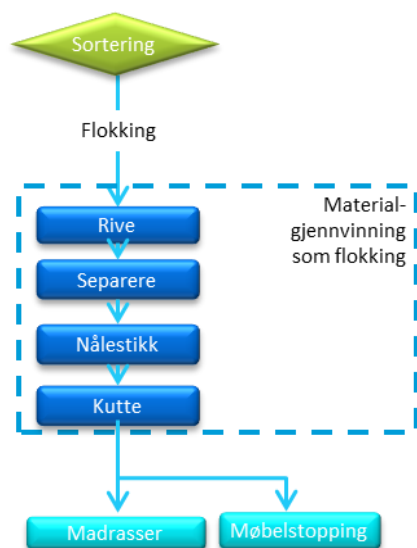 Sortering
Flokking
Material-
gjennvinning
som flokking
Rive
Separere
Nålestikk
Kutte
Madrasser
Møbelstopping